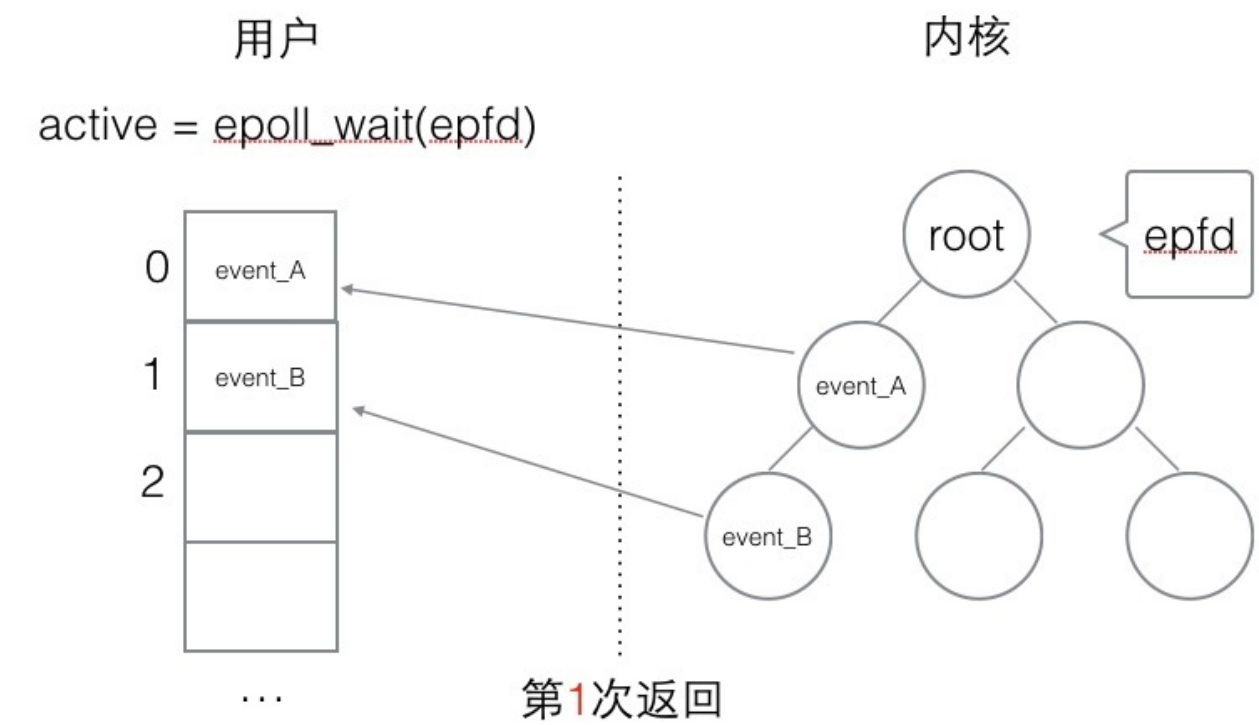 用户
内核
active = epoll_wait(epfd)
root
epfd
0
event_A
1
event_B
event_A
2
event_B
...
第1次返回